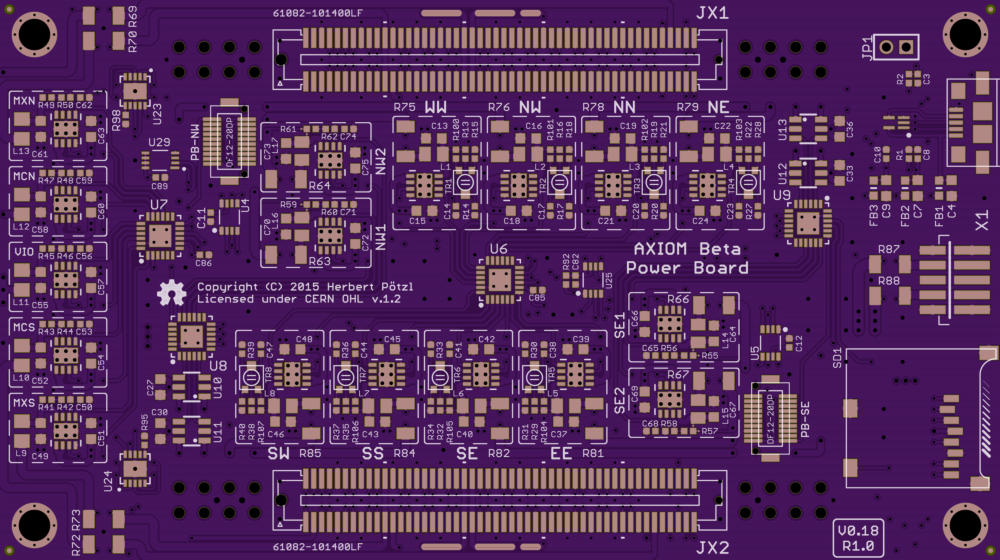 61082-101400LF
JX1
R69
R70
JP1
R2
C3
MXN
R49 R50 C62
C63
L13 C61
R98
U23
PB-NW
DF12-20DP
R61
R62 C74
C73
L17
C75
R64
NW2
R75
WW
R76
NW
R78
NN
R79
NE
C13
R100
R13
R15
C16
R101
R16
R18
C19
R102
R19
R21
C22
R103
R22
R28
L1
L2
L3
L4
TR1
TR2
TR3
TR4
C14
R14
C15
C17
R17
C18
C20
R20
C21
C23
R27
C24
U13
C36
U12
C33
U9
C10
R1
C8
FB3
C9
FB2
C7
FB1
C4
X1
MCN
R47 R48 C59
C60
L12 C58
U29
C89
U7
C11
U4
C86
R59
R60 C71
C70
L16
C72
R63
NW1
VIO
R45 R46 C56
C57
L11 C55
U6
R92
C82
U25
C85
AXIOM Beta
Power Board
R87
R88
Copyright (C) 2015 Herbert Pötzl
Licensed under CERN OHL v.1.2
MCS
R43 R44 C53
C54
L10 C52
U8
SE1
R66
C66
C64
L14
C65 R56
R55
U5
C12
SD1
R39
C47
C48
R36
C44
C45
R33
C41
C42
R30
C38
C39
TR8
TR7
TR6
TR5
L8
L7
L6
L5
C27
U10
C30
U11
R95
MXS
R41 R42 C50
C51
L9 C49
U24
R40
R38
R107
C46
R37
R35
R106
C43
R34
R32
R105
C40
R31
R29
R104
C37
SE2
R67
C69
C67
L15
C68 R58
R57
DF12-20DP
PB-SE
SW
R85
SS
R84
SE
R82
EE
R81
R73
R72
61082-101400LF
JX2
V0.18
R1.0